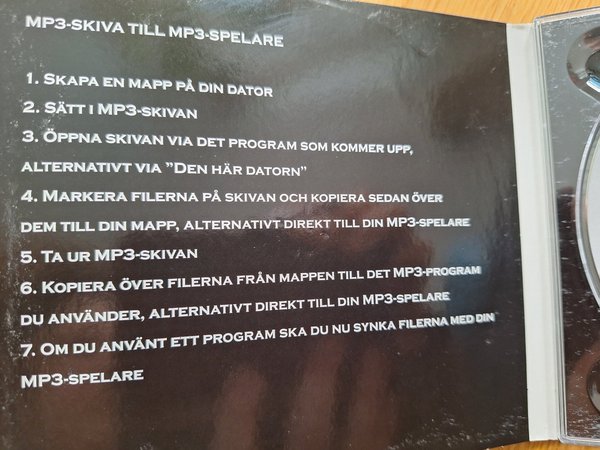 MP3-SKIVA TILL MP3-SPELARE
1. SKAPA EN MAPP PÅ DIN DATOR
2. SÄTT I MP3-SKIVAN
3. ÖPPNA SKIVAN VIA DET PROGRAM SOM KOMMER UPP,
ALTERNATIVT VIA ”DEN HÄR DATORN”
4. MARKERA FILERNA PÅ SKIVAN OCH KOPIERA SEDAN ÖVER
DEM TILL DIN MAPP, ALTERNATIVT DIREKT TILL DIN MP3-SPELARE
5. TA UR MP3-SKIVAN
6. KOPIERA ÖVER FILERNA FRÅN MAPPEN TILL DET MP3-PROGRAM
DU ANVÄNDER, ALTERNATIVT DIREKT TILL DIN MP3-SPELARE
7. OM DU ANVÄNT ETT PROGRAM SKA DU NU SYNKA FILERNA MED DIN
MP3-SPELARE